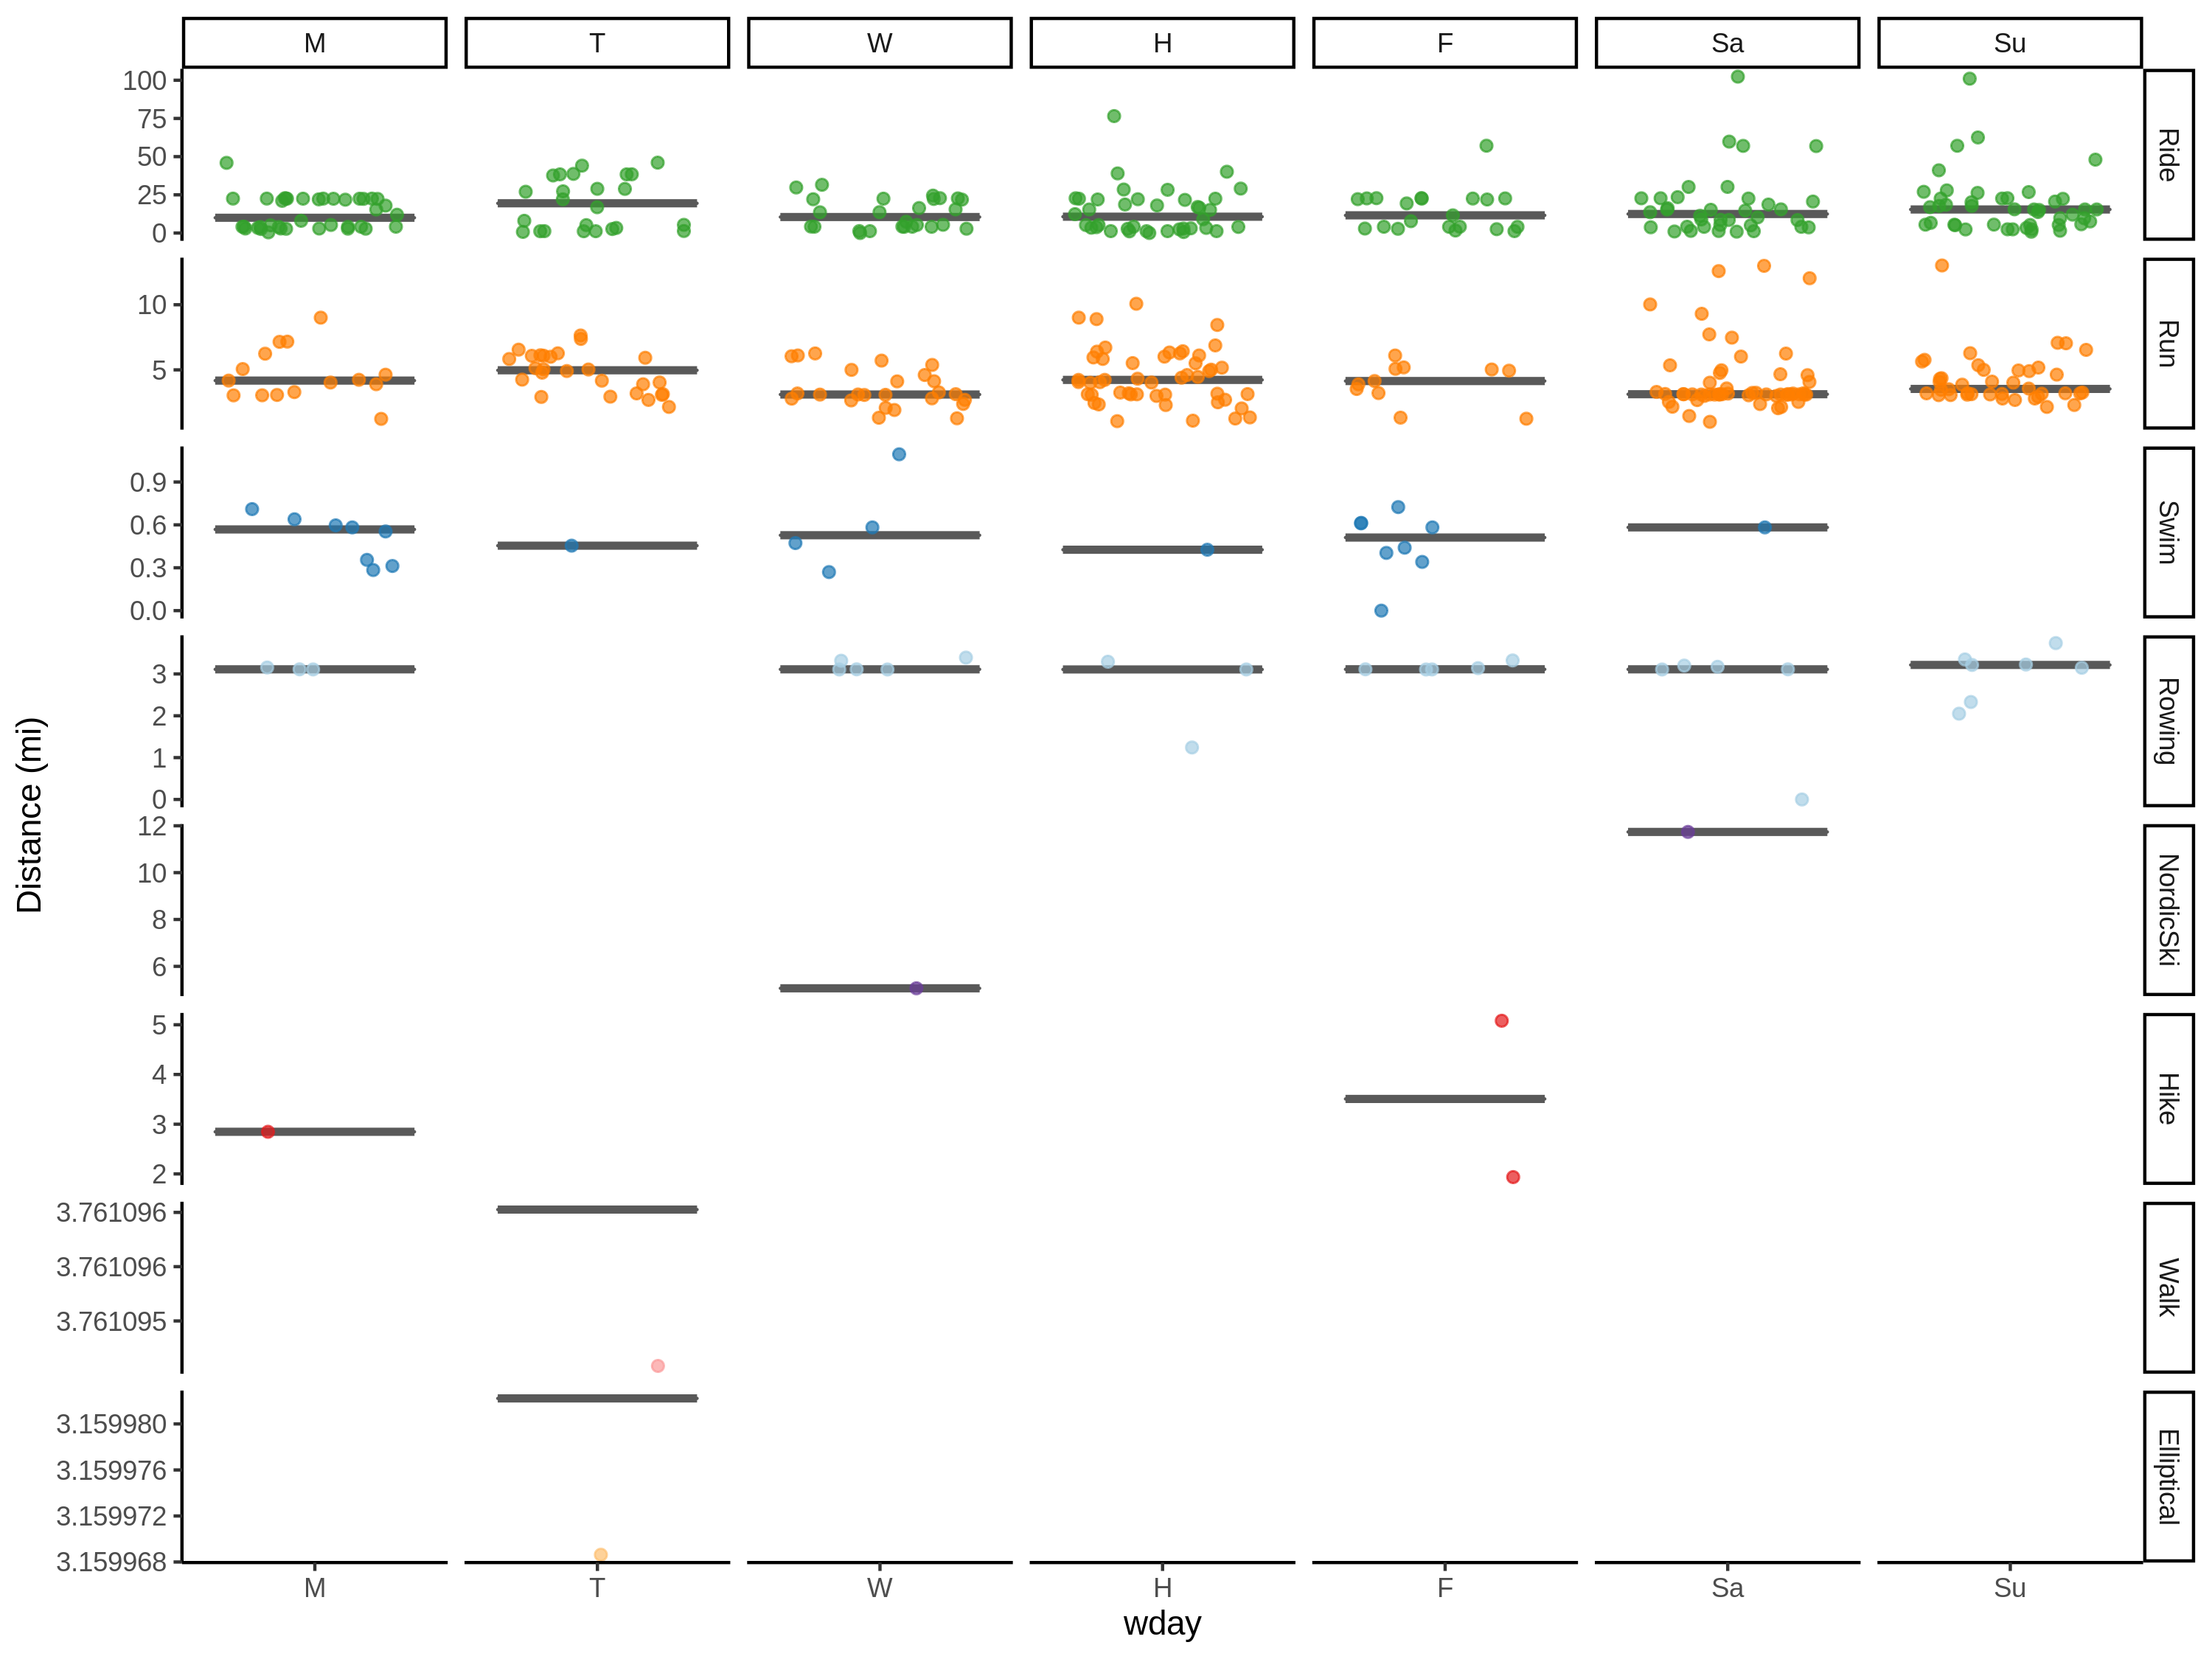 M T W H F Sa Su
100
75
50
25
0
Ride
10
5
Run
0.9
0.6
0.3
0.0
Swim
3
2
1
0
Rowing
12
10
8
6
NordicSki
5
4
3
2
Hike
3.761096
3.761096
3.761095
Walk
3.159980
3.159976
3.159972
3.159968
Elliptical
M T W H F Sa Su
wday
Distance (mi)